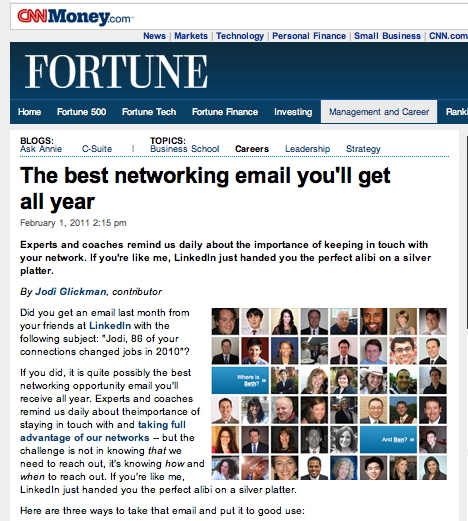 CNNMoney.com
News | Markets | Technology | Personal Finance | Small Business | CNN.com
FORTUNE
Home Fortune 500 Fortune Tech Fortune Finance Investing Management and Career Rank
BLOGS: TOPICS:
Ask Annie C-Suite | Business School Careers Leadership Strategy
The best networking email you'll get
all year
February 1, 2011 2:15 pm
Experts and coaches remind us daily about the importance of keeping in touch with
your network. If you're like me, LinkedIn just handed you the perfect alibi on a silver
platter.
By Jodi Glickman, contributor
Did you get an email last month from
your friends at LinkedIn with the
following subject: "Jodi, 86 of your
connections changed jobs in 2010"?
If you did, it is quite possibly the best
networking opportunity email you'll
receive all year. Experts and coaches
remind us daily about theimportance of
staying in touch with and taking full
advantage of our networks -- but the
challenge is not in knowing that we
need to reach out, it's knowing how and
when to reach out. If you're like me,
LinkedIn just handed you the perfect alibi on a silver platter.
Where is
Seth? »
And Ben? »
Here are three ways to take that email and put it to good use: